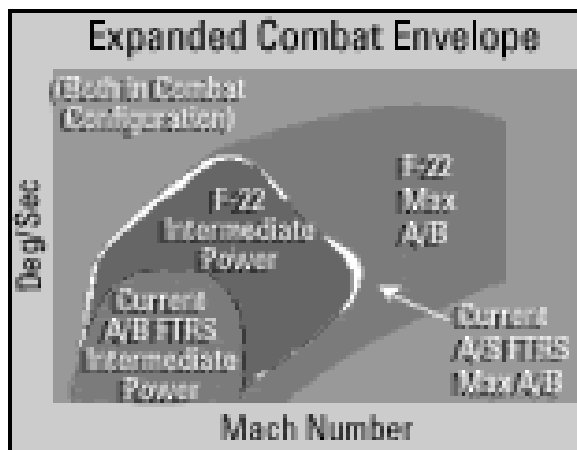 Expanded Combat Envelope
(Both in Combat
Configuration)
F-22
Max
A/B
F-22
Intermediate
Power
Current
A/B FTRS
Intermediate
Power
Current
A/B FTRS
Max A/B
Deg/Sec
Mach Number